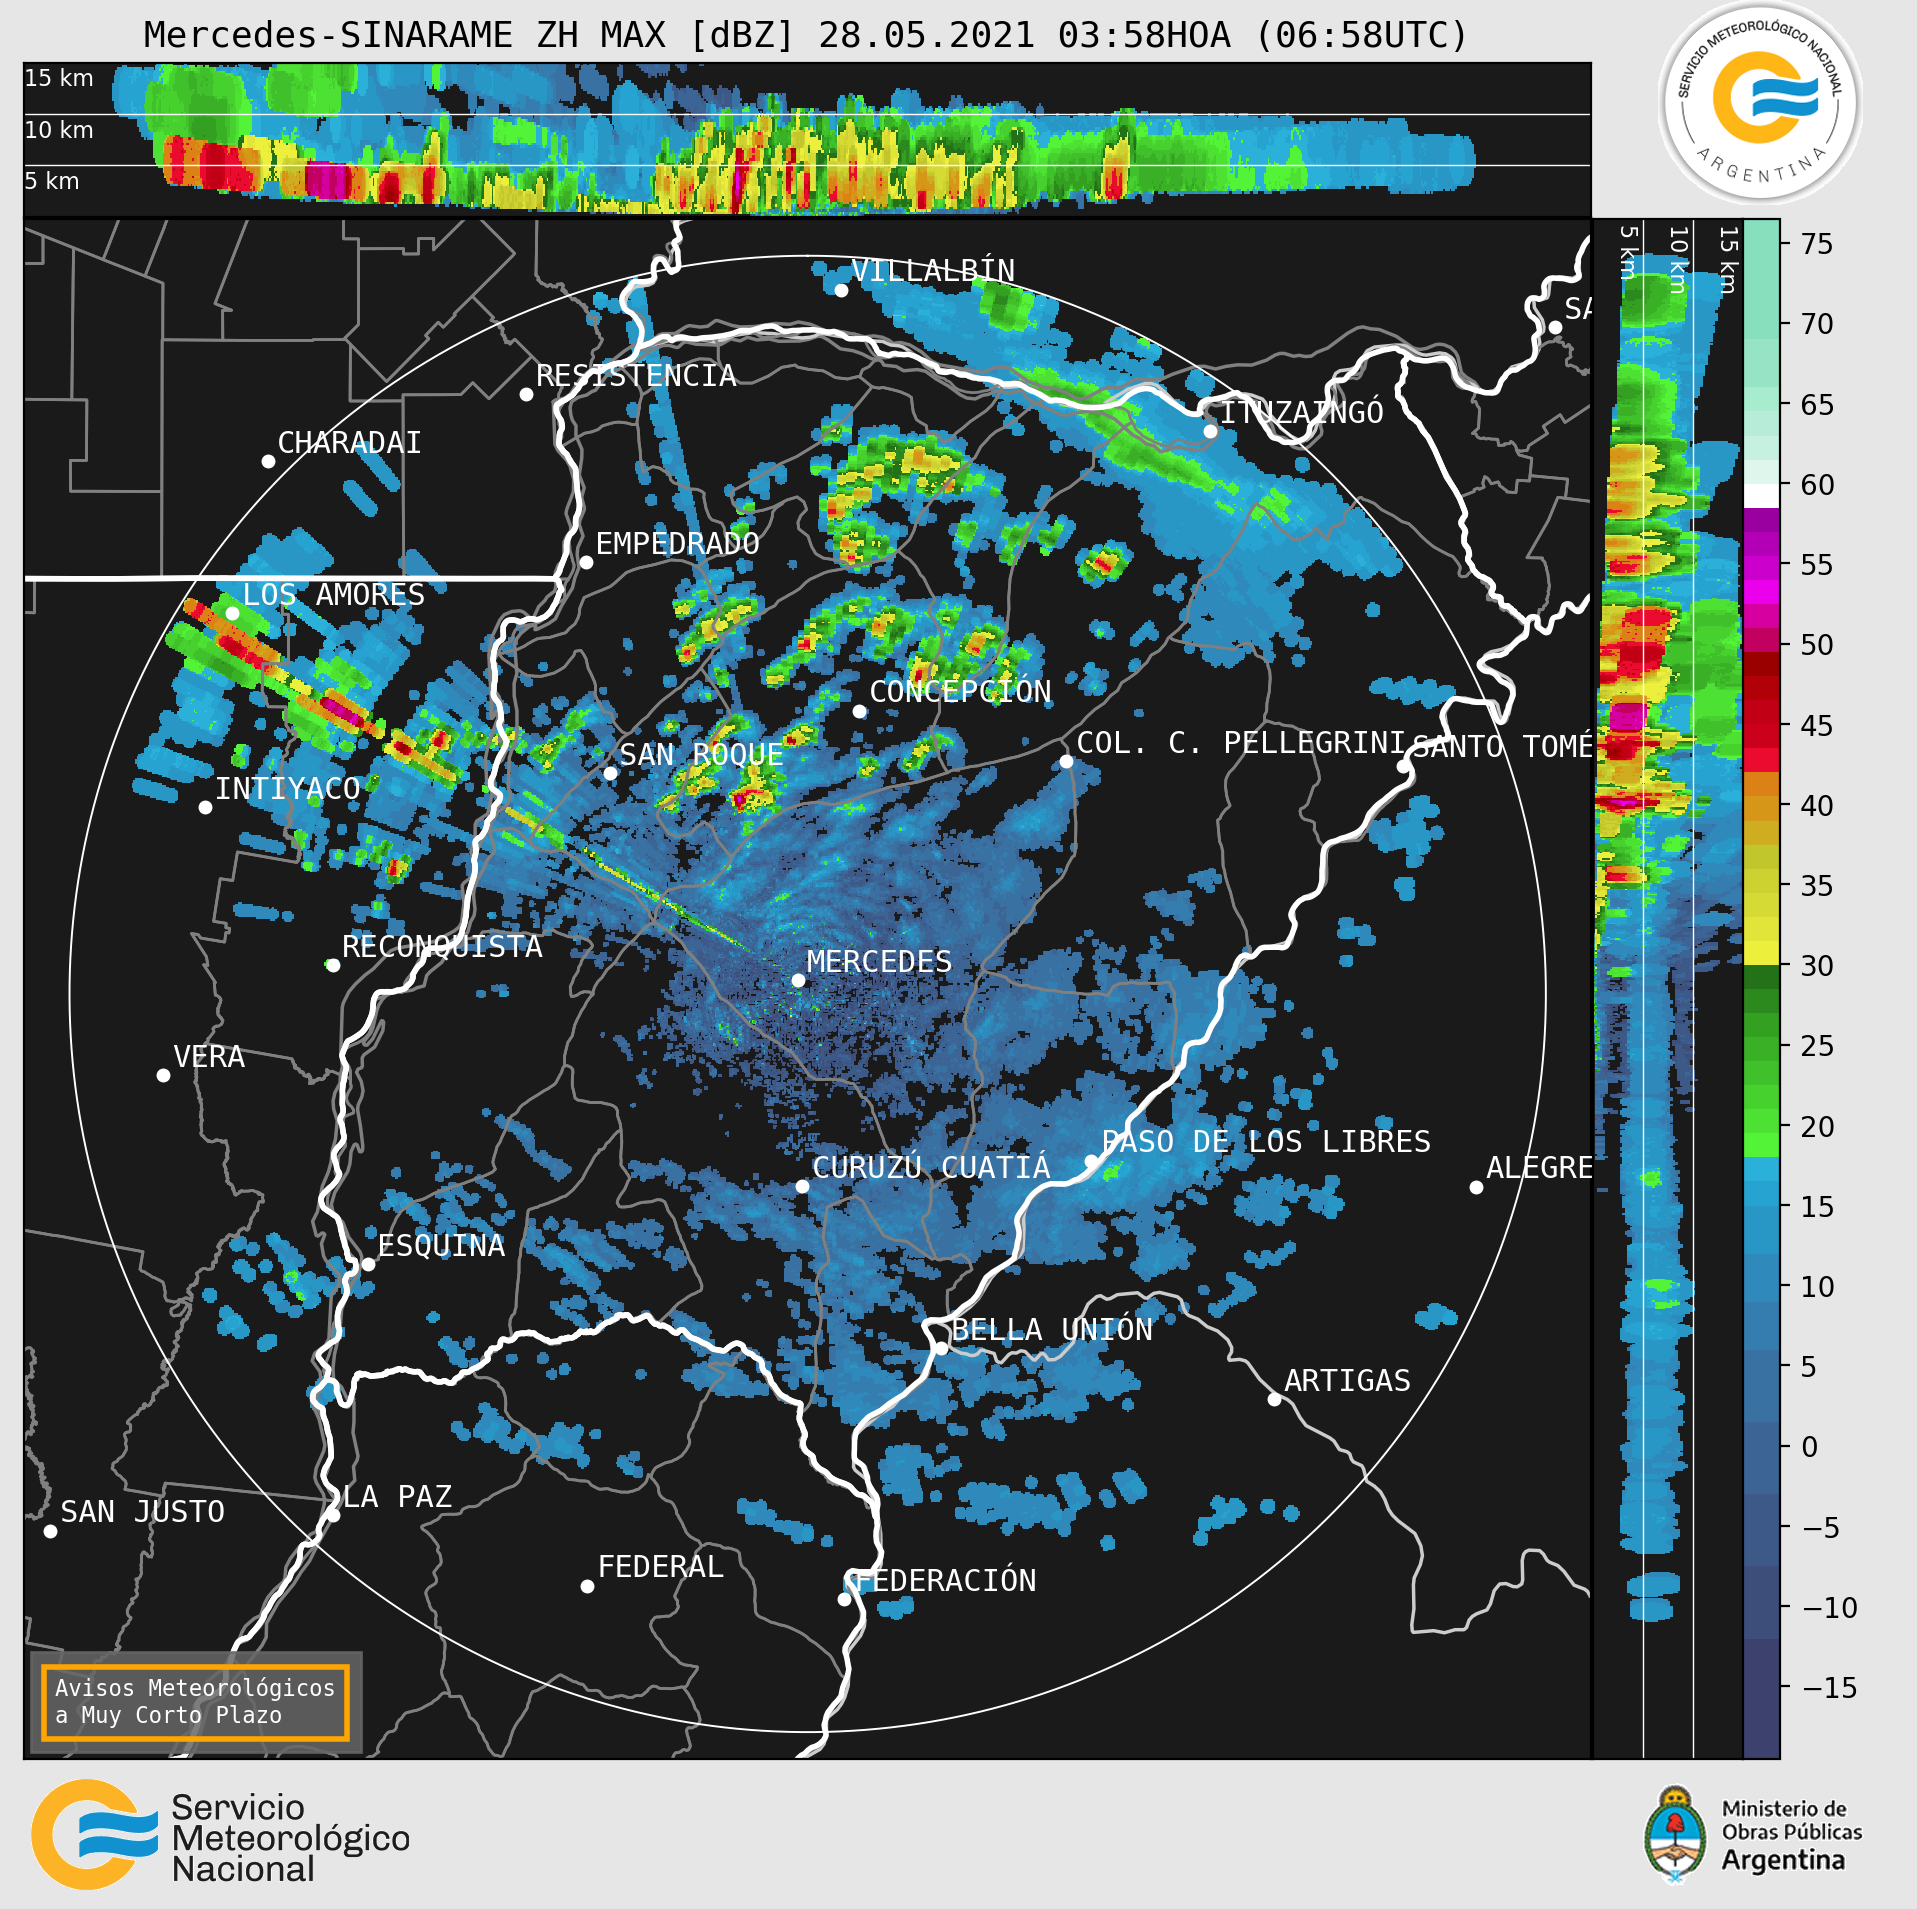 Mercedes-SINARAME ZH MAX [dBZ] 28.05.2021 03:58HOA (06:58UTC)
SERVICIO METEOROLÓGICO NACIONAL
ARGENTINA
15 km
10 km
5 km
5 km
10 km
15 km
VILLALBÍN
SA
RESISTENCIA
ITUZAINGÓ
CHARADAI
EMPEDRADO
LOS AMORES
CONCEPCIÓN
SAN ROQUE
COL. C. PELLEGRINI
SANTO TOMÉ
INTIYACO
RECONQUISTA
MERCEDES
VERA
PASO DE LOS LIBRES
CURUZÚ CUATIÁ
ALEGRE
ESQUINA
BELLA UNIÓN
ARTIGAS
LA PAZ
SAN JUSTO
FEDERAL
FEDERACIÓN
75
70
65
60
55
50
45
40
35
30
25
20
15
10
5
0
−5
−10
−15
Avisos Meteorológicos
a Muy Corto Plazo
Servicio
Meteorológico
Nacional
Ministerio de
Obras Públicas
Argentina